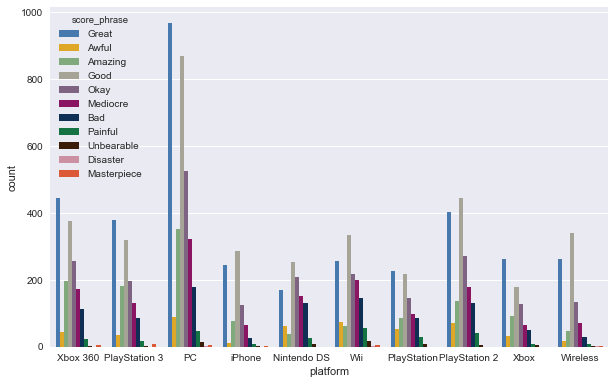 1000
800
600
400
200
0
count
score_phrase
Great
Awful
Amazing
Good
Okay
Mediocre
Bad
Painful
Unbearable
Disaster
Masterpiece
Xbox 360 PlayStation 3 PC iPhone Nintendo DS Wii PlayStation PlayStation 2 Xbox Wireless
platform